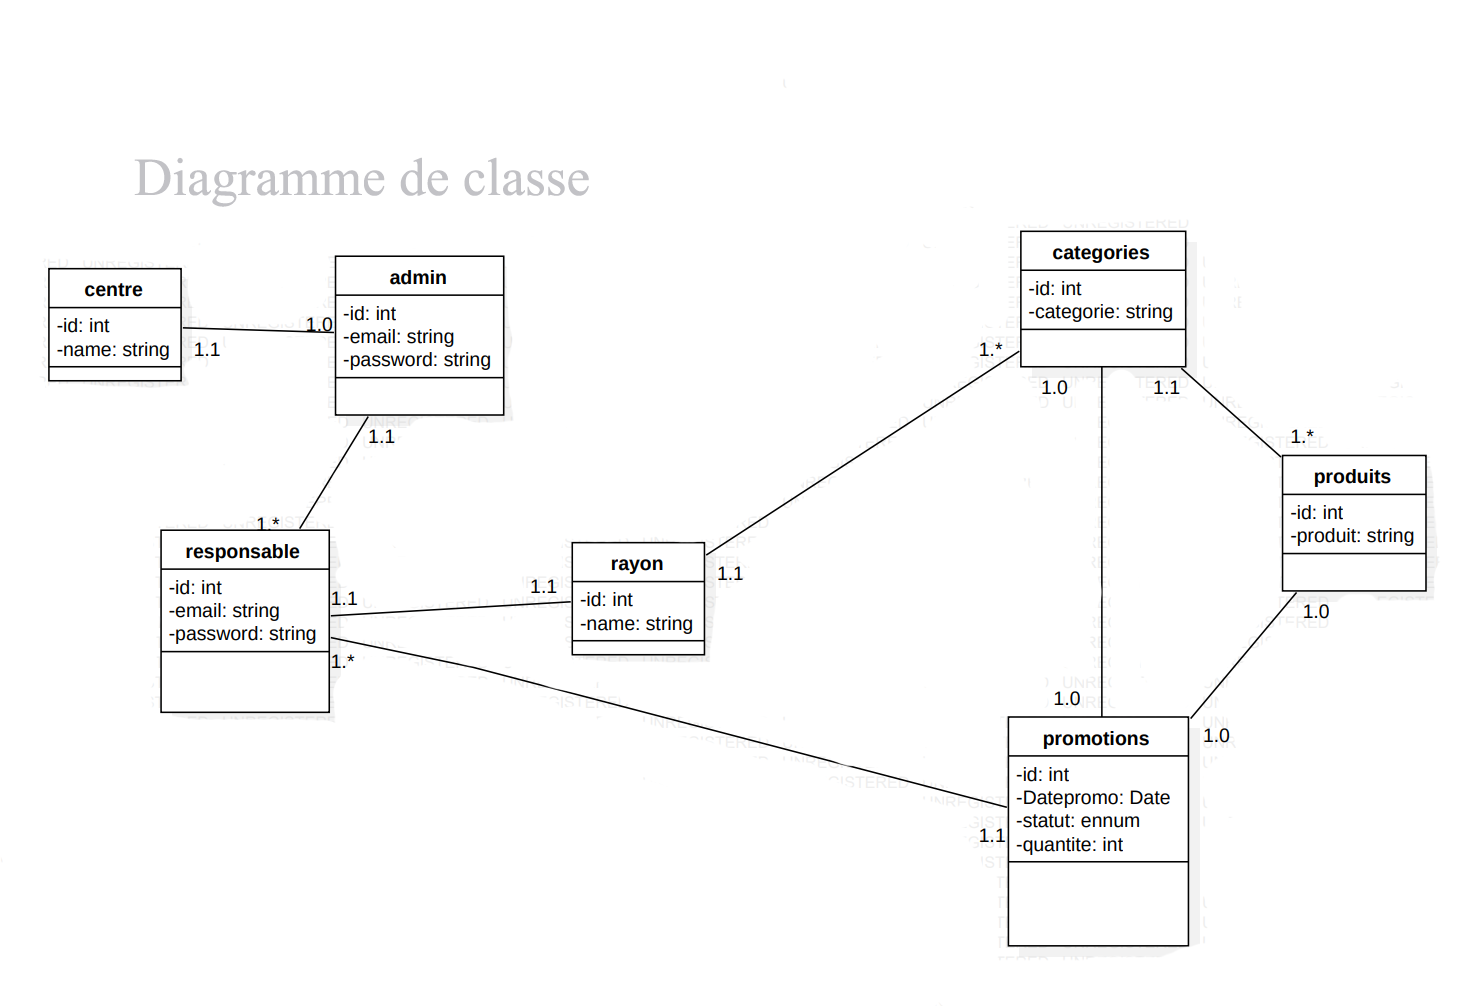 Diagramme de classe
centre
-id: int
-name: string
1.1
1.0
admin
-id: int
-email: string
-password: string
1.1
1.*
responsable
-id: int
-email: string
-password: string
1.1
1.*
1.1
rayon
-id: int
-name: string
1.1
1.*
categories
-id: int
-categorie: string
1.0
1.1
1.*
produits
-id: int
-produit: string
1.0
1.0
1.0
promotions
-id: int
-Datepromo: Date
-statut: ennum
-quantite: int
1.1